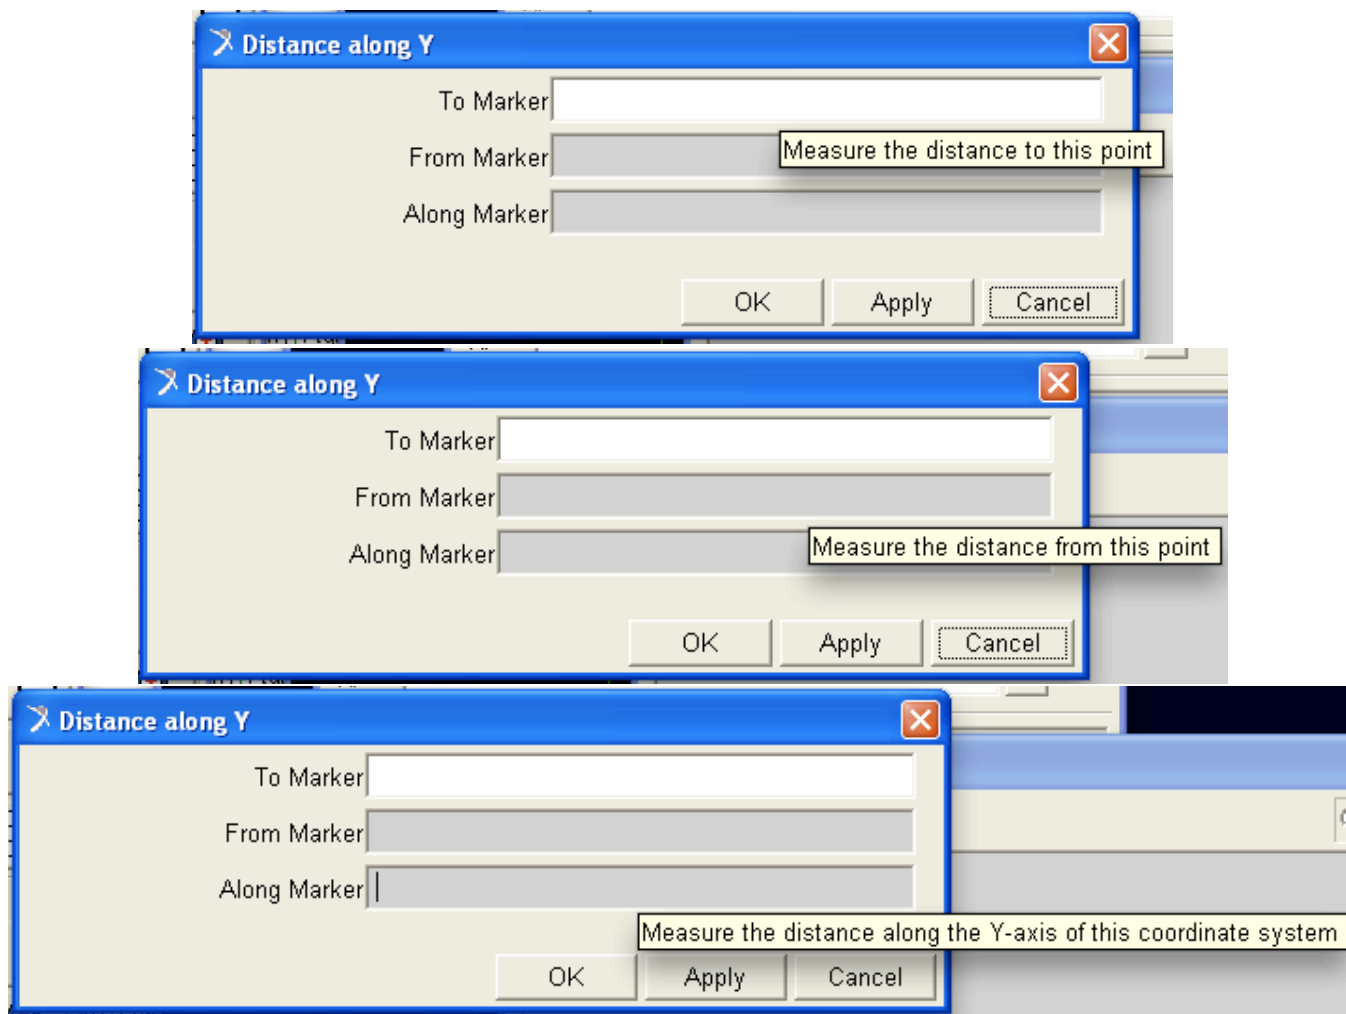 Distance along Y
To Marker
Measure the distance to this point
From Marker
Along Marker
OK Apply Cancel
Distance along Y
To Marker
From Marker
Measure the distance from this point
Along Marker
OK Apply Cancel
Distance along Y
To Marker
From Marker
Along Marker
Measure the distance along the Y-axis of this coordinate system
OK Apply Cancel